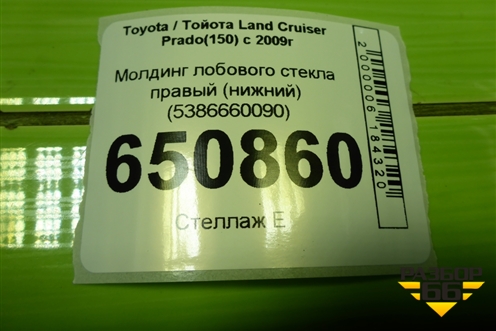 Toyota / Тойота Land Cruiser
Prado(150) с 2009г
Молдинг лобового стекла
правый (нижний)
(5386660090)
650860
Стеллаж Е
2000006184320
РАЗБОР
66